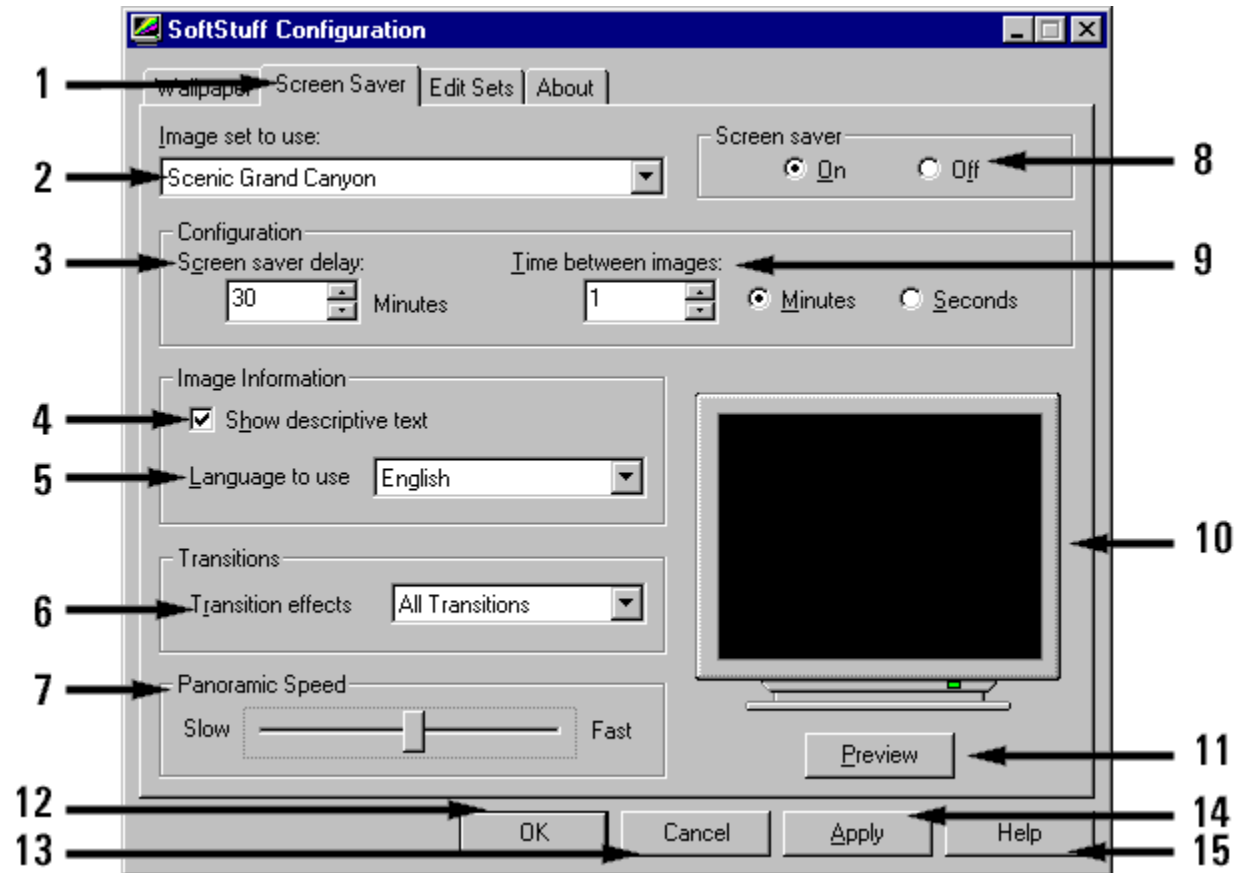 SoftStuff Configuration
1 Wallpaper Screen Saver Edit Sets About
Image set to use: Screen saver
2 Scenic Grand Canyon On Off 8
Configuration
3 Screen saver delay: Time between images: 9
30 Minutes 1 Minutes Seconds
Image Information
4 Show descriptive text
5 Language to use English
10
Transitions
6 Transition effects All Transitions
7 Panoramic Speed
Slow Fast
Preview 11
12 OK Cancel Apply Help 14
13 15